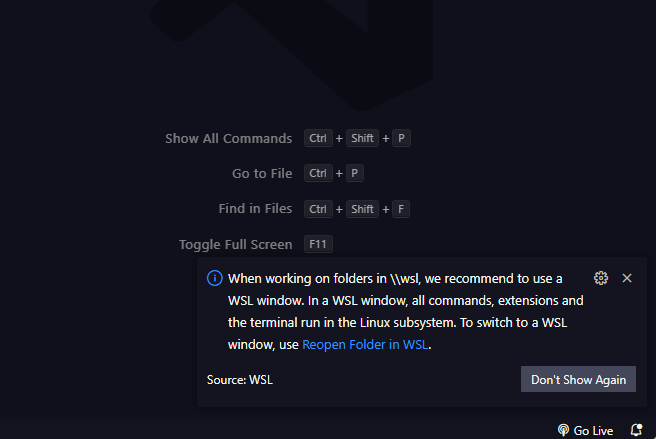 Show All Commands Ctrl + Shift + P
Go to File Ctrl + P
Find in Files Ctrl + Shift + F
Toggle Full Screen F11
When working on folders in \\wsl, we recommend to use a
WSL window. In a WSL window, all commands, extensions and
the terminal run in the Linux subsystem. To switch to a WSL
window, use Reopen Folder in WSL.
Source: WSL
Don't Show Again
Go Live